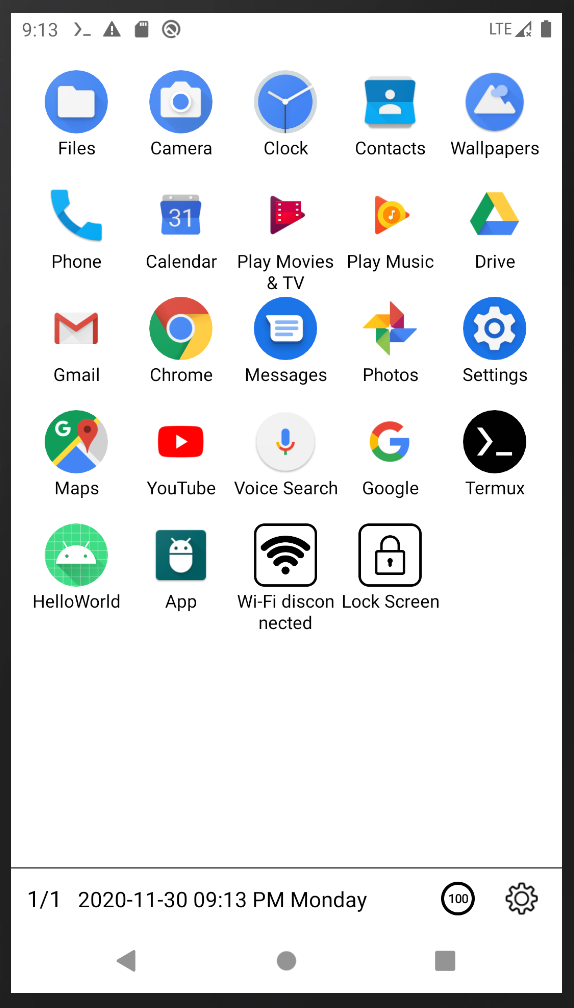 9:13 LTE
Files Camera Clock Contacts Wallpapers
31
Phone Calendar Play Movies Play Music Drive
& TV
Gmail Chrome Messages Photos Settings
G
Maps YouTube Voice Search Google Termux
HelloWorld App Wi-Fi discon Lock Screen
nected
1/1 2020-11-30 09:13 PM Monday 100